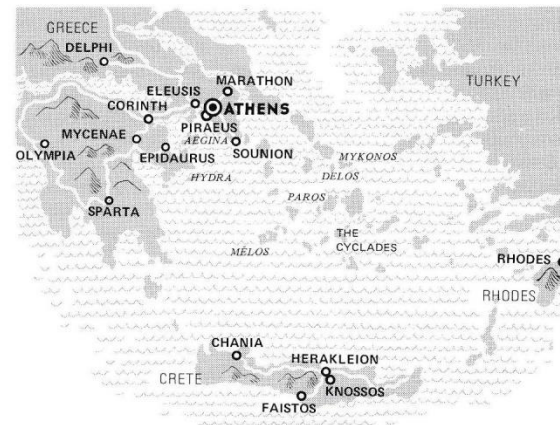 GREECE
DELPHI
TURKEY
MARATHON
ELEUSIS
CORINTH
ATHENS
PIRAEUS
MYCENAE
AEGINA
SOUNION
OLYMPIA
EPIDAURUS
MYKONOS
HYDRA
DELOS
PAROS
SPARTA
THE
CYCLADES
MĒLOS
RHODES
RHODES
CHANIA
HERAKLEION
CRETE
KNOSSOS
FAISTOS